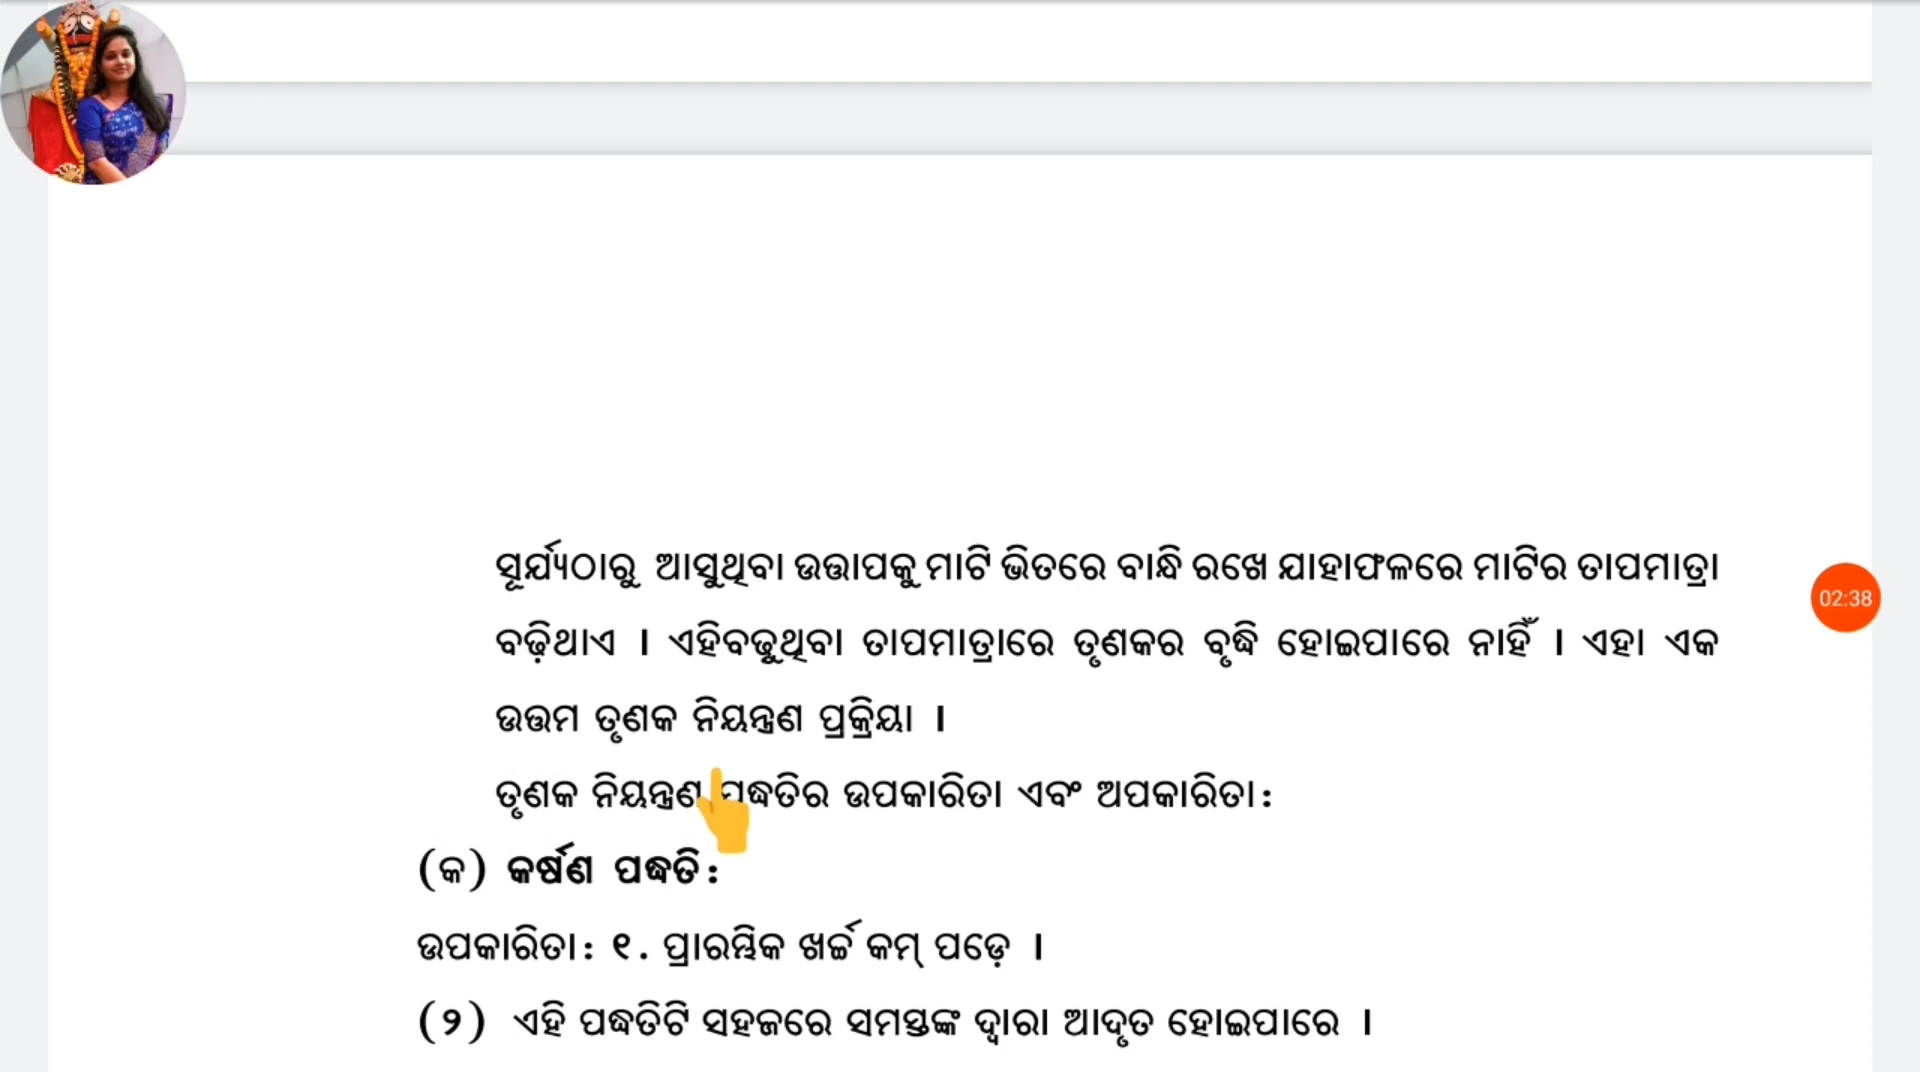 ସୂର୍ଯ୍ୟଠାରୁ ଆସୁଥିବା ଉତ୍ତାପକୁ ମାଟି ଭିତରେ ବାନ୍ଧି ରଖେ ଯାହାଫଳରେ ମାଟିର ତାପମାତ୍ରା
ବଢ଼ିଥାଏ । ଏହିବଢୁଥିବା ତାପମାତ୍ରାରେ ତୃଣକର ବୃଦ୍ଧି ହୋଇପାରେ ନାହିଁ । ଏହା ଏକ
ଉତ୍ତମ ତୃଣକ ନିୟନ୍ତ୍ରଣ ପ୍ରକ୍ରିୟା ।
ତୃଣକ ନିୟନ୍ତ୍ରଣ ପଦ୍ଧତିର ଉପକାରିତା ଏବଂ ଅପକାରିତା:
(କ) କର୍ଷଣ ପଦ୍ଧତି:
ଉପକାରିତା: ୧. ପ୍ରାରମ୍ଭିକ ଖର୍ଚ୍ଚ କମ୍ ପଡ଼େ ।
(୨) ଏହି ପଦ୍ଧତିଟି ସହଜରେ ସମସ୍ତଙ୍କ ଦ୍ୱାରା ଆଦୃତ ହୋଇପାରେ ।
02:38